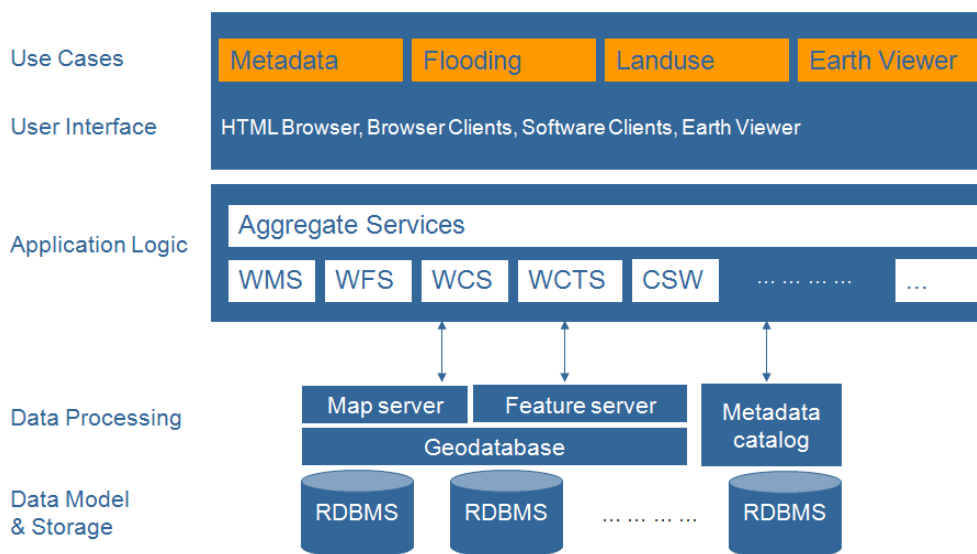 Use Cases
Metadata
Flooding
Landuse
Earth Viewer
User Interface
HTML Browser, Browser Clients, Software Clients, Earth Viewer
Application Logic
Aggregate Services
WMS
WFS
WCS
WCTS
CSW
... ... ... ...
...
Data Processing
Map server
Feature server
Geodatabase
Metadata
catalog
Data Model
& Storage
RDBMS
RDBMS
... ... ... ...
RDBMS